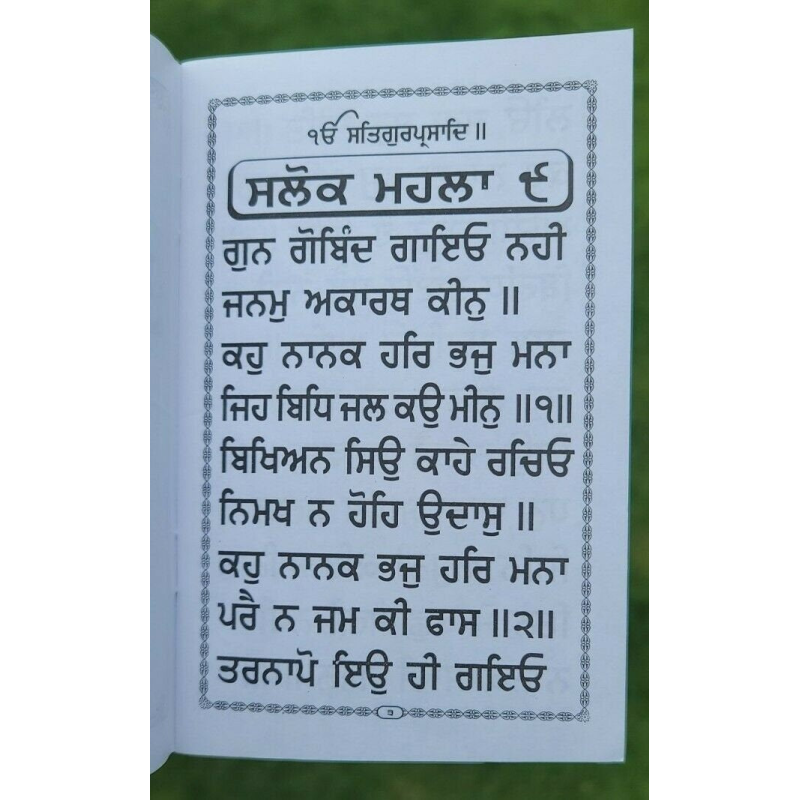 ੴ ਸਤਿਗੁਰਪ੍ਰਸਾਦਿ ॥
ਸਲੋਕ ਮਹਲਾ ੯
ਗੁਨ ਗੋਬਿੰਦ ਗਾਇਓ ਨਹੀ
ਜਨਮੁ ਅਕਾਰਥ ਕੀਨੁ ॥
ਕਹੁ ਨਾਨਕ ਹਰਿ ਭਜੁ ਮਨਾ
ਜਿਹ ਬਿਧਿ ਜਲ ਕਉ ਮੀਨੁ ॥੧॥
ਬਿਖਿਅਨ ਸਿਉ ਕਾਹੇ ਰਚਿਓ
ਨਿਮਖ ਨ ਹੋਹਿ ਉਦਾਸੁ ॥
ਕਹੁ ਨਾਨਕ ਭਜੁ ਹਰਿ ਮਨਾ
ਪਰੈ ਨ ਜਮ ਕੀ ਫਾਸ ॥੨॥
ਤਰਨਾਪੋ ਇਉ ਹੀ ਗਇਓ